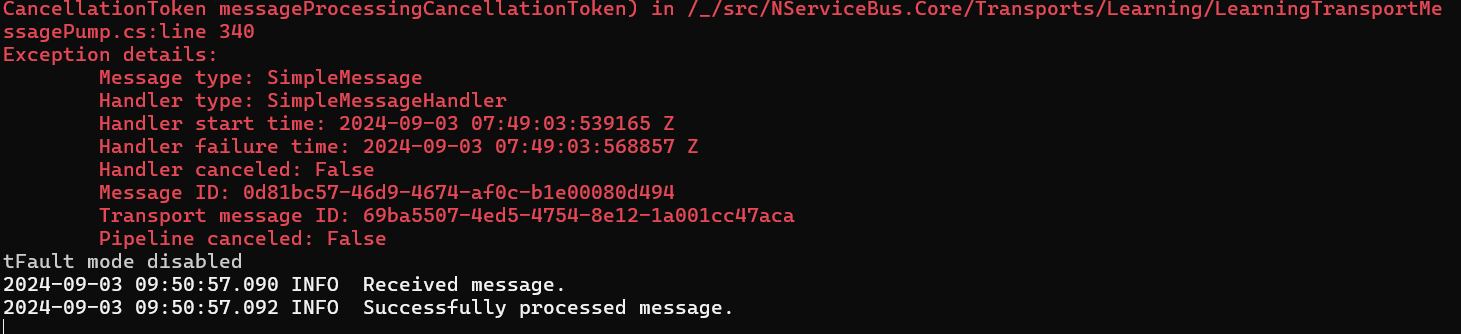 CancellationToken messageProcessingCancellationToken) in /_/src/NServiceBus.Core/Transports/Learning/LearningTransportMe
ssagePump.cs:line 340
Exception details:
Message type: SimpleMessage
Handler type: SimpleMessageHandler
Handler start time: 2024-09-03 07:49:03:539165 Z
Handler failure time: 2024-09-03 07:49:03:568857 Z
Handler canceled: False
Message ID: 0d81bc57-46d9-4674-af0c-b1e00080d494
Transport message ID: 69ba5507-4ed5-4754-8e12-1a001cc47aca
Pipeline canceled: False
tFault mode disabled
2024-09-03 09:50:57.090 INFO  Received message.
2024-09-03 09:50:57.092 INFO  Successfully processed message.